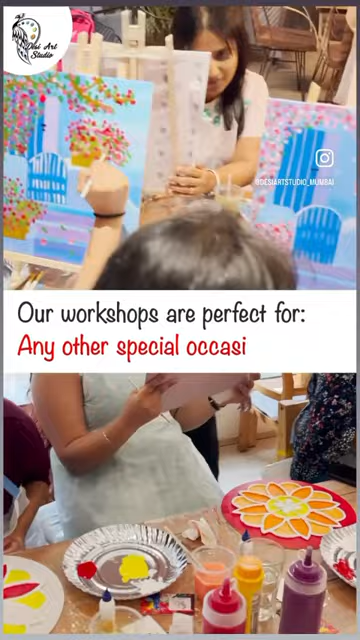 Desi Art
Studio
@DESIARTSTUDIO_MUMBAI
Our workshops are perfect for:
Any other special occasi